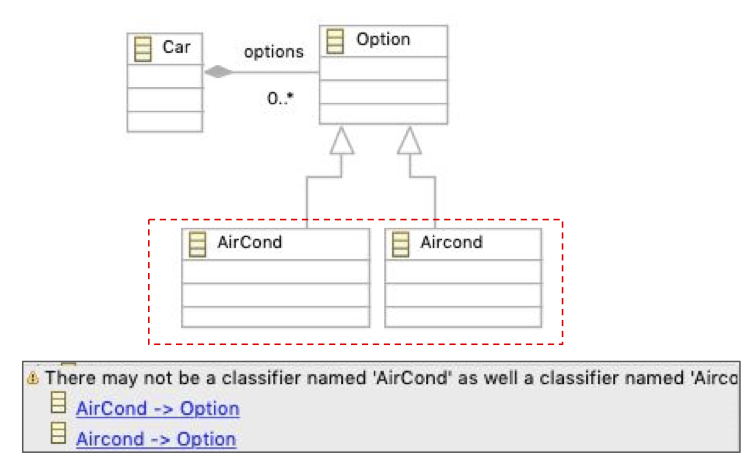 Car
options
Option
0..*
AirCond
Aircond
There may not be a classifier named 'AirCond' as well a classifier named 'Airco
AirCond -> Option
Aircond -> Option